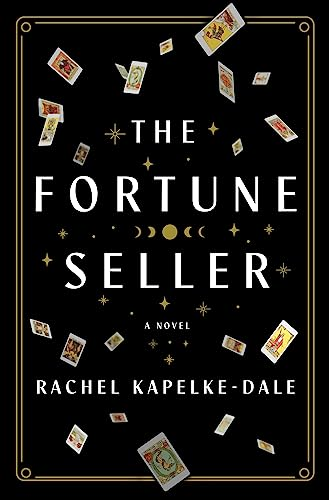 THE
FORTUNE
SELLER
A NOVEL
RACHEL KAPELKE-DALE